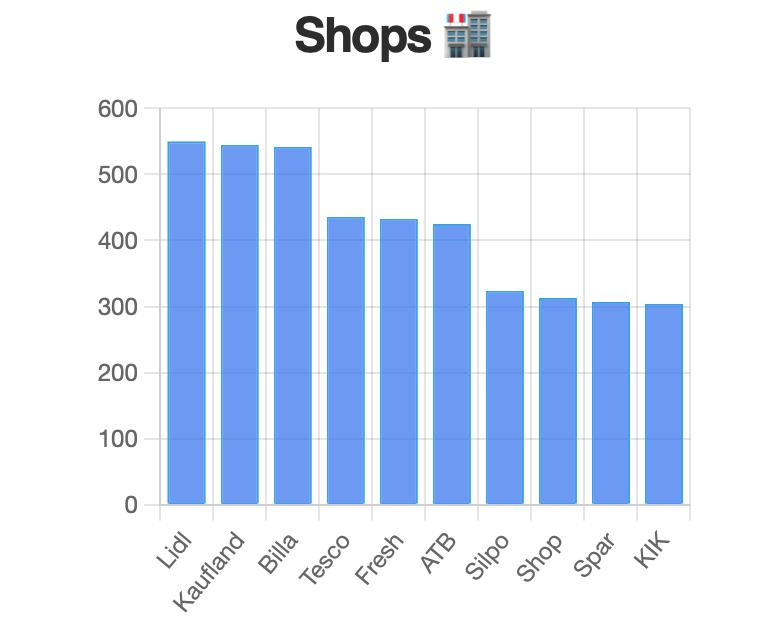 Shops 🏬
600
500
400
300
200
100
0
Lidl
Kaufland
Billa
Tesco
Fresh
ATB
Silpo
Shop
Spar
KIK